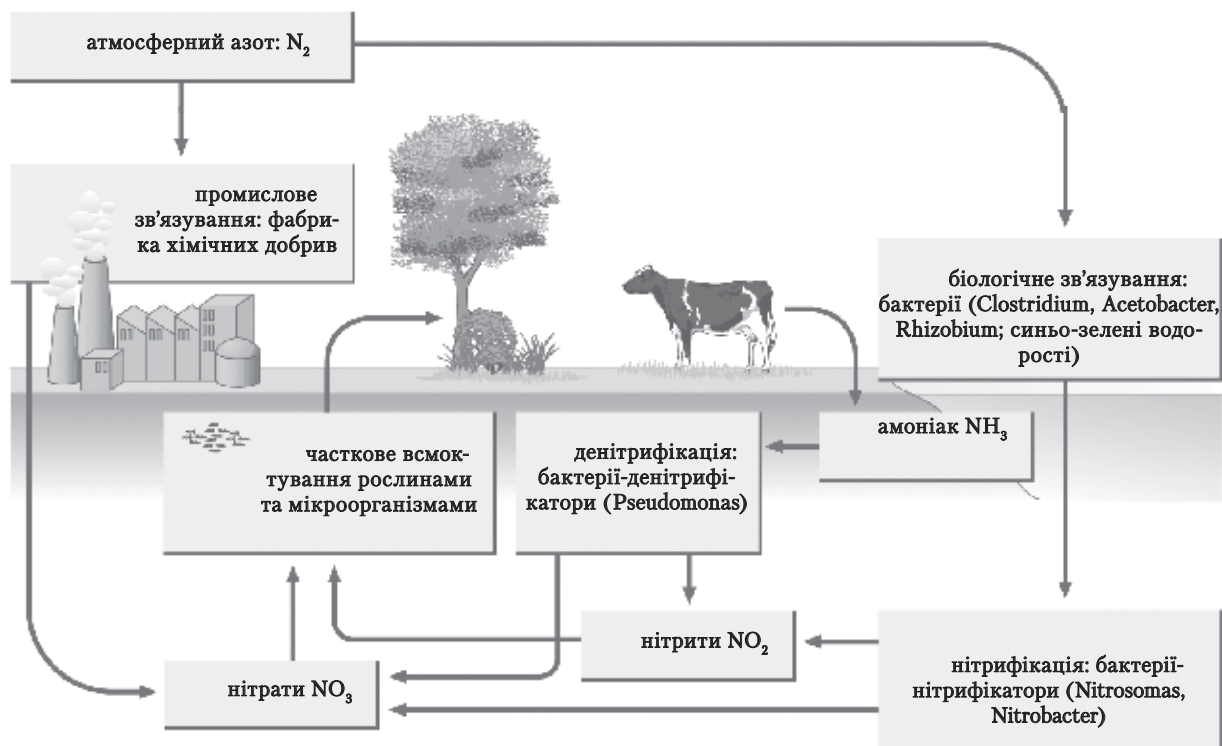 атмосферний азот: N₂
промислове
зв'язування: фабри-
ка хімічних добрив
біологічне зв'язування:
бактерії (Clostridium, Acetobacter,
Rhizobium; синьо-зелені водо-
рості)
амоніак NH₃
денітрифікація:
бактерії-денітрифі-
катори (Pseudomonas)
часткове всмок-
тування рослинами
та мікроорганізмами
нітрити NO₂
нітрати NO₃
нітрифікація: бактерії-
нітрифікатори (Nitrosomas,
Nitrobacter)